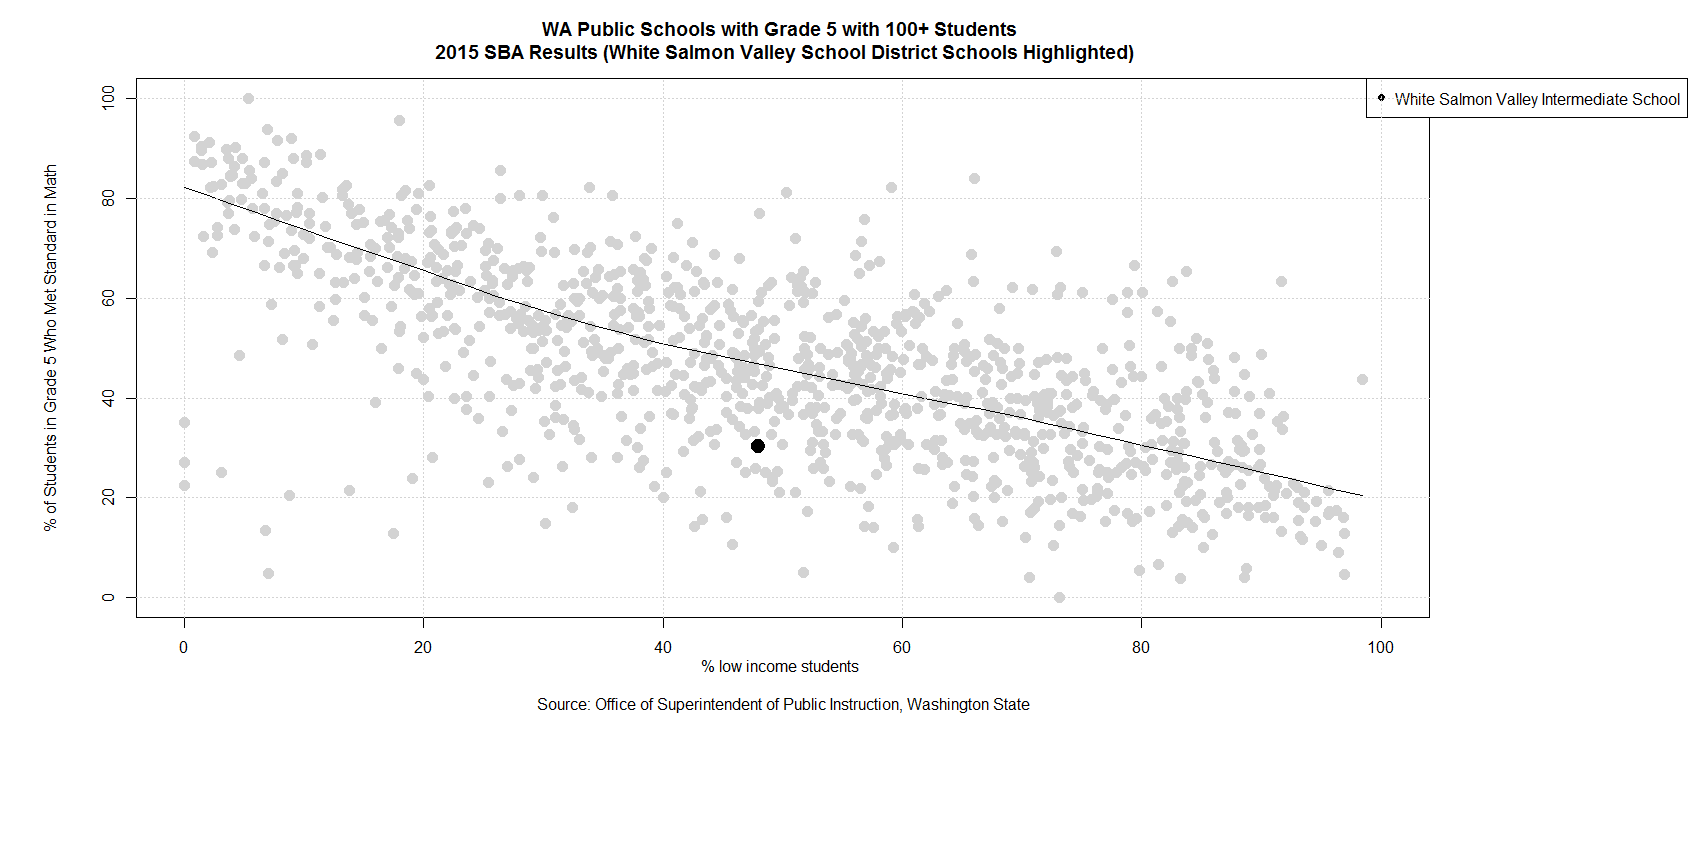 WA Public Schools with Grade 5 with 100+ Students
2015 SBA Results (White Salmon Valley School District Schools Highlighted)
White Salmon Valley Intermediate School
% of Students in Grade 5 Who Met Standard in Math
100
80
60
40
20
0
0 20 40 60 80 100
% low income students
Source: Office of Superintendent of Public Instruction, Washington State